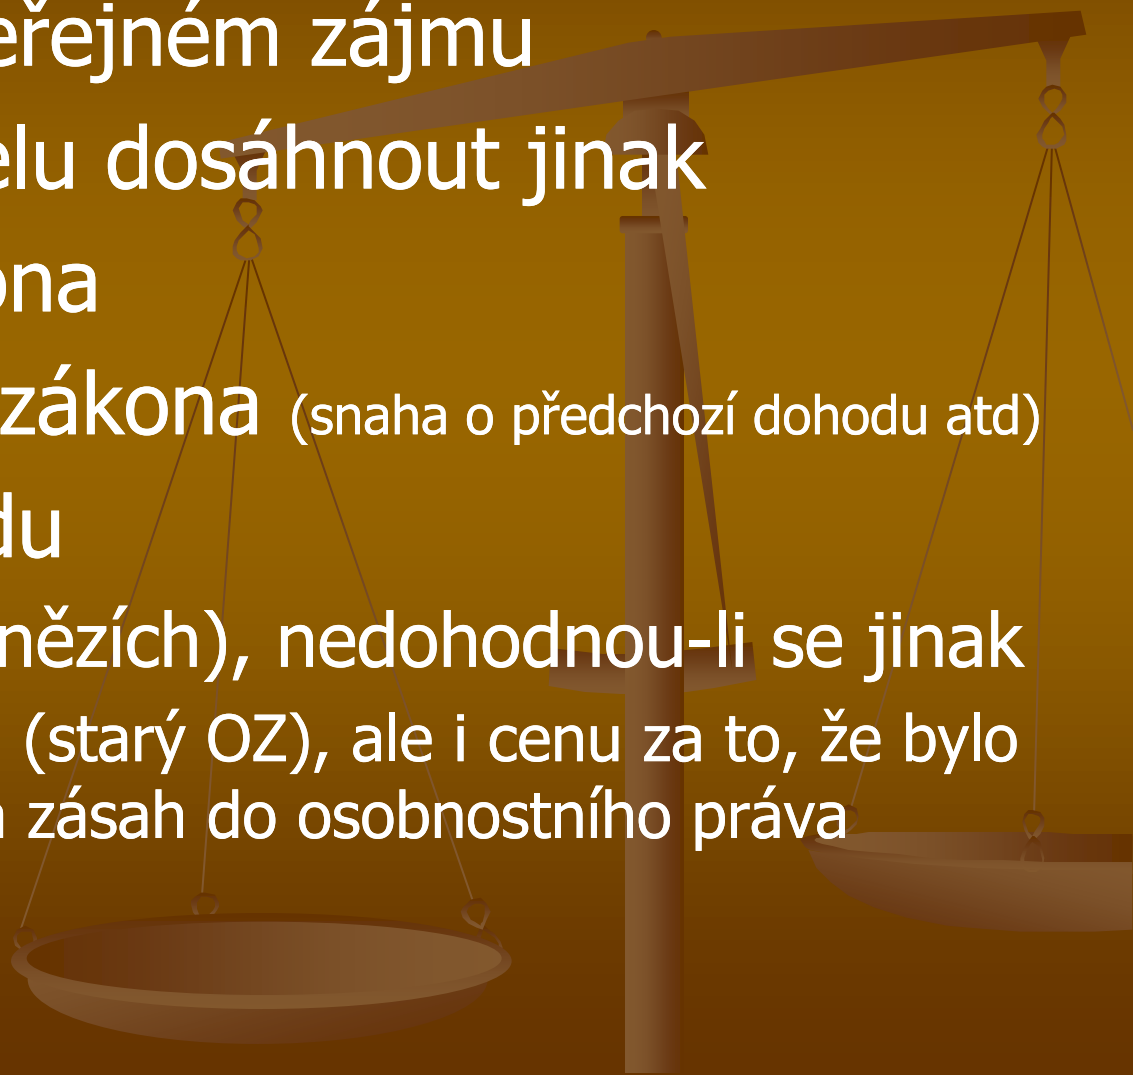 eřejném zájmu
elu dosáhnout jinak
ona
zákona (snaha o předchozí dohodu atd)
du
nězích), nedohodnou-li se jinak
(starý OZ), ale i cenu za to, že bylo
zásah do osobnostního práva